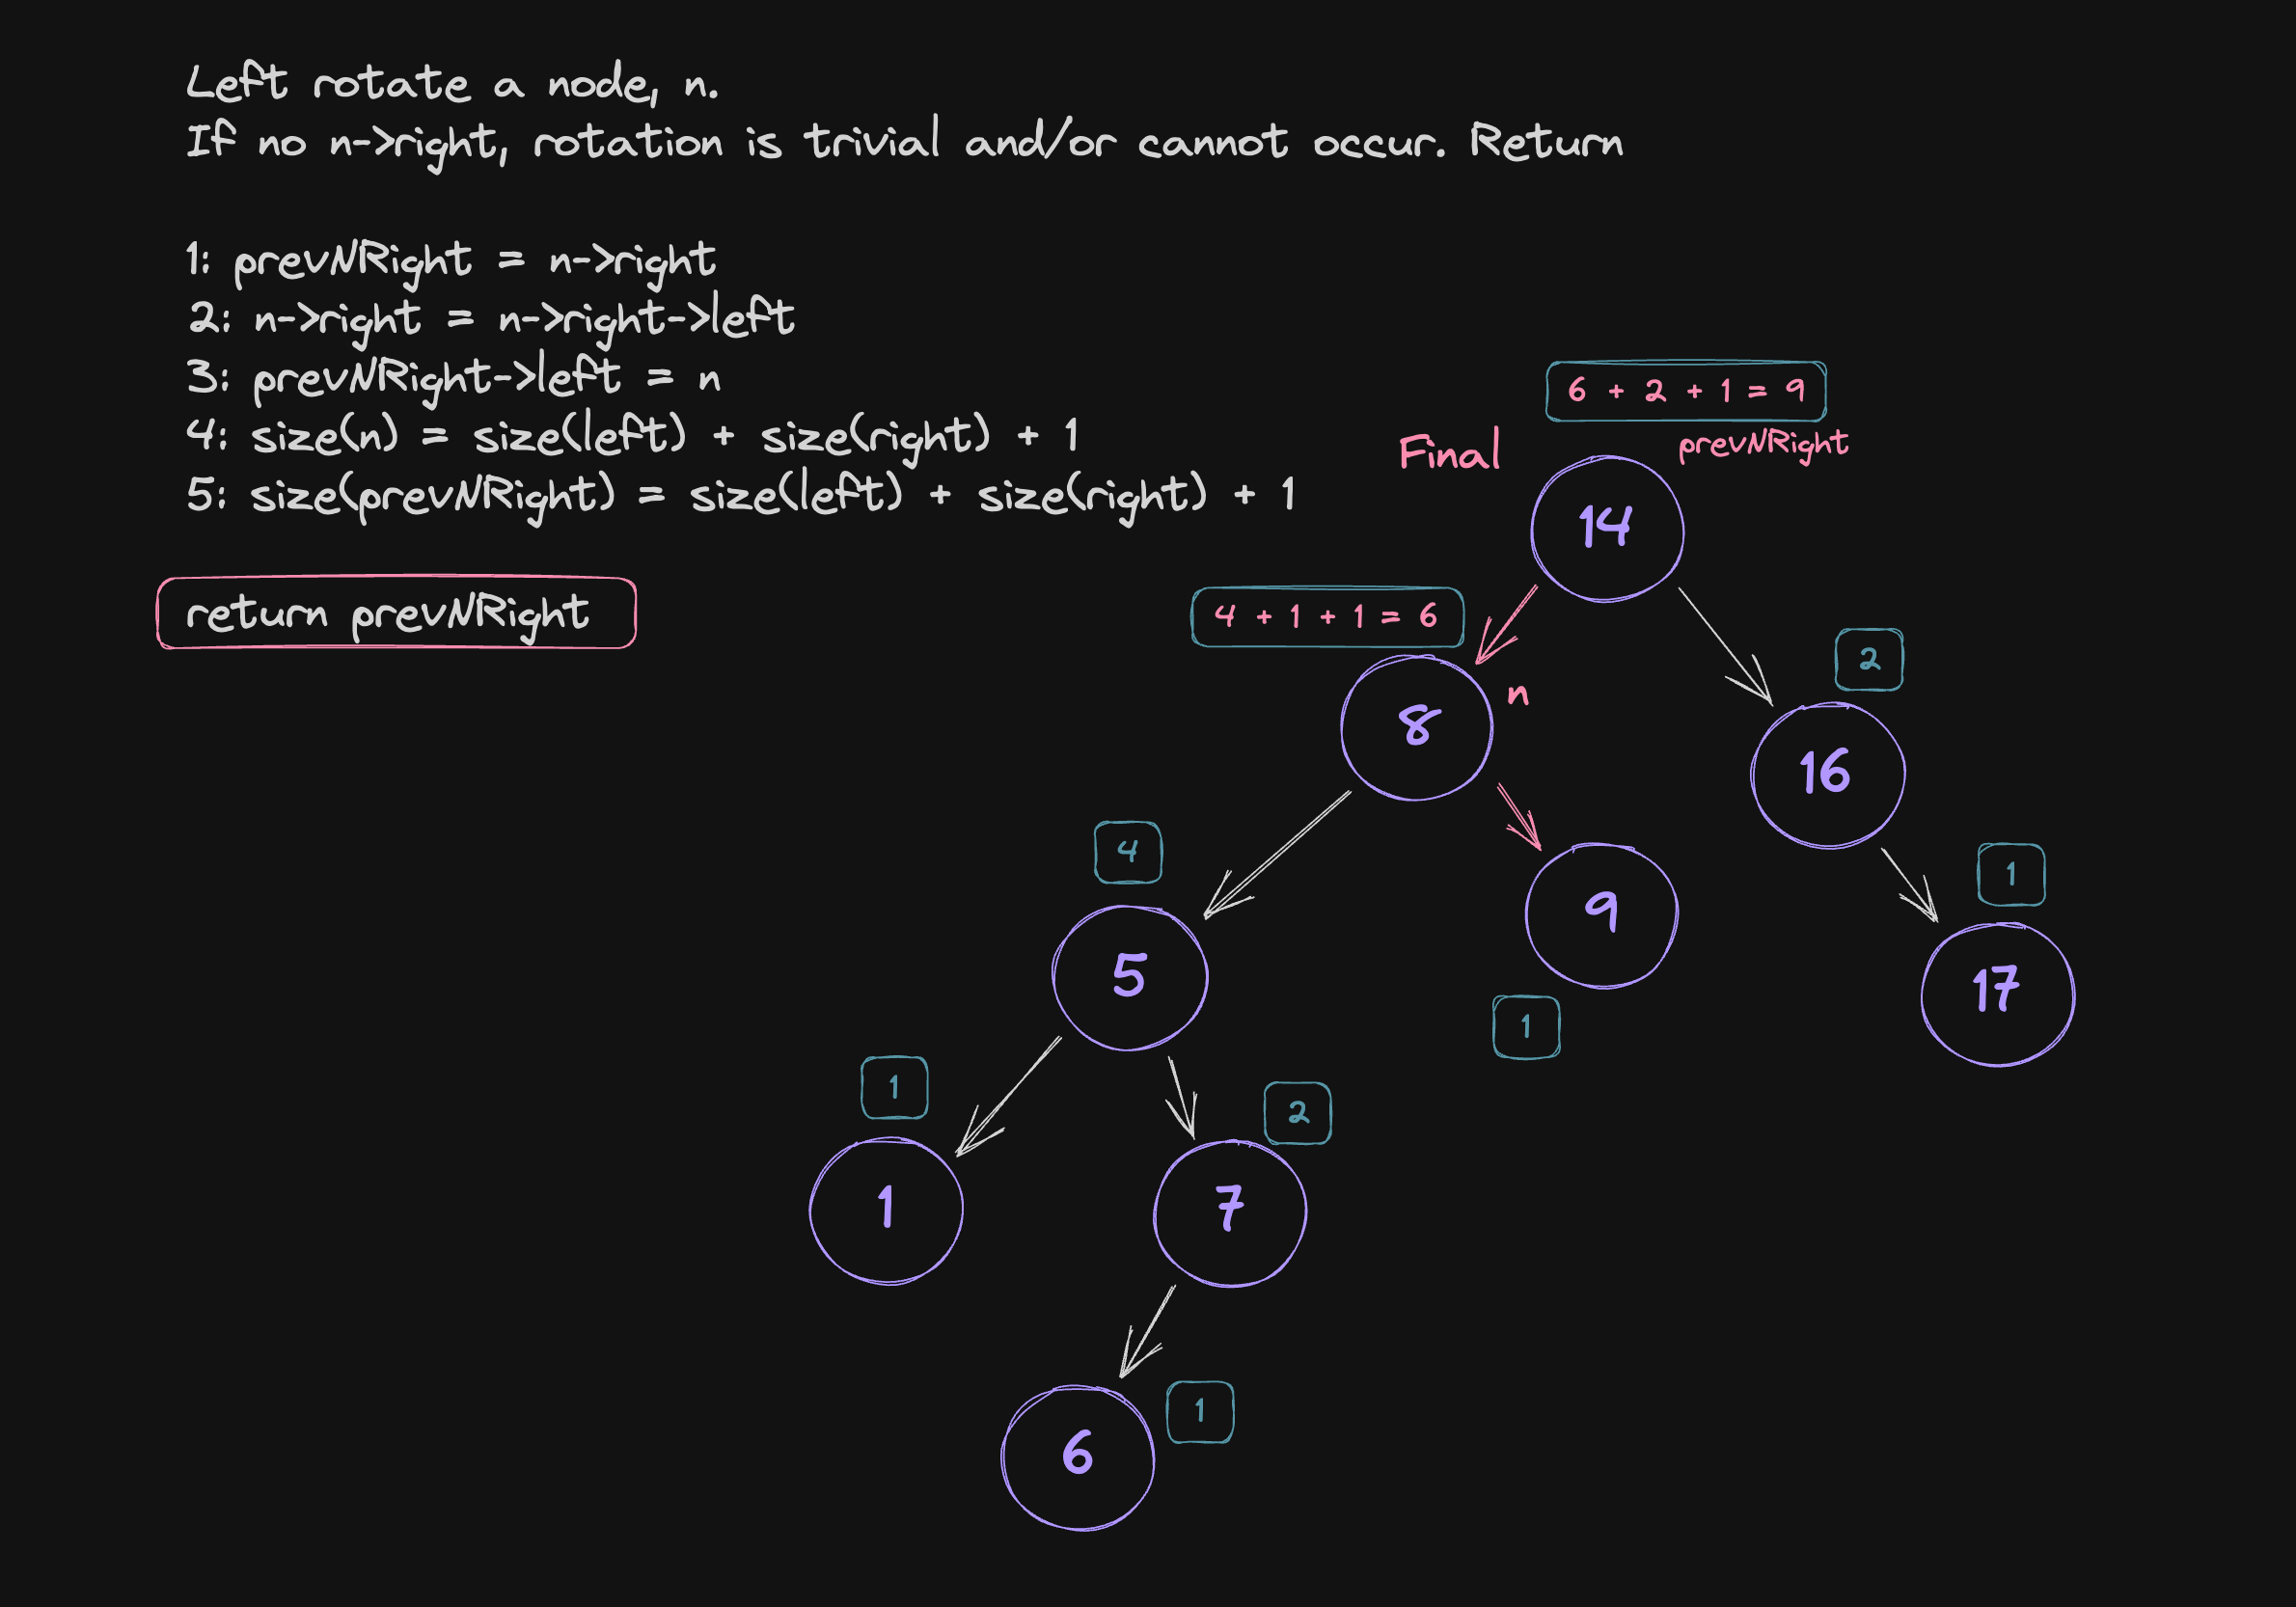 Left rotate a node, n.
If no n->right, rotation is trivial and/or cannot occur. Return
1: prevNRight = n->right
2: n->right = n->right->left
3: prevNRight->left = n
4: size(n) = size(left) + size(right) + 1
5: size(prevNRight) = size(left) + size(right) + 1
return prevNRight
6 + 2 + 1 = 9
Final
prevNRight
14
4 + 1 + 1 = 6
n
8
2
16
4
5
9
1
1
17
1
1
2
7
6
1